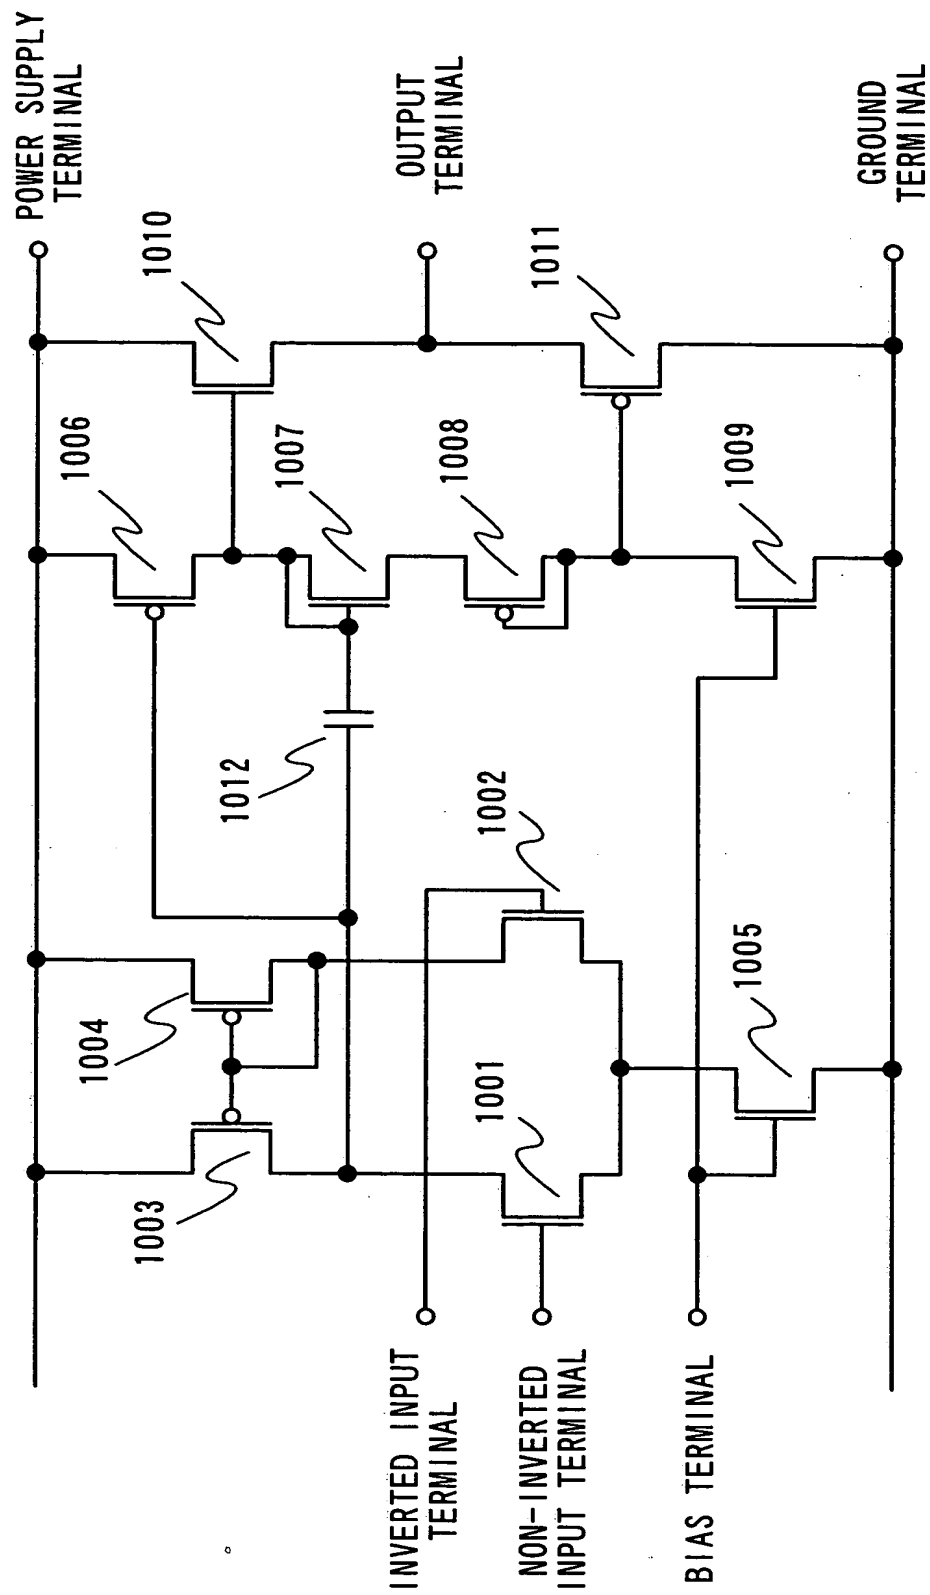 POWER SUPPLY
TERMINAL
1010
OUTPUT
TERMINAL
1011
GROUND
TERMINAL
1006
1007
1008
1009
1012
1002
1004
1005
1003
1001
INVERTED INPUT
TERMINAL
NON-INVERTED
INPUT TERMINAL
BIAS TERMINAL